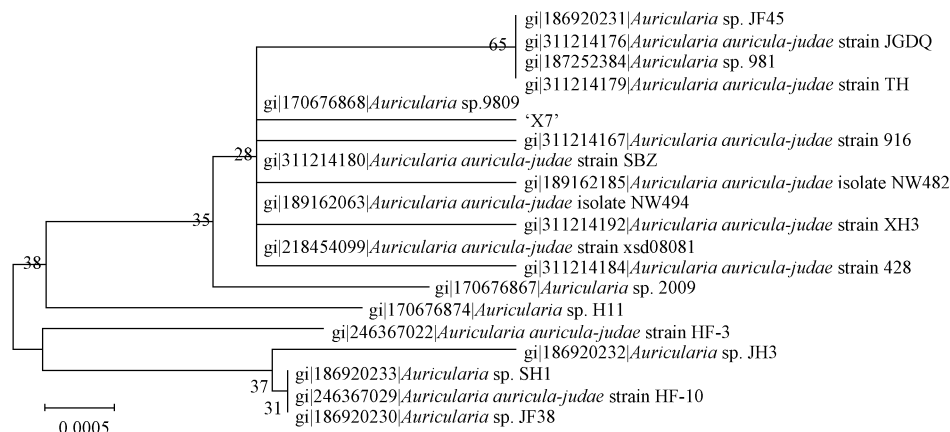 gi|186920231|Auricularia sp. JF45
65
gi|311214176|Auricularia auricula-judae strain JGDQ
gi|187252384|Auricularia sp. 981
gi|311214179|Auricularia auricula-judae strain TH
gi|170676868|Auricularia sp.9809
‘X7’
gi|311214167|Auricularia auricula-judae strain 916
28
gi|311214180|Auricularia auricula-judae strain SBZ
gi|189162185|Auricularia auricula-judae isolate NW482
gi|189162063|Auricularia auricula-judae isolate NW494
35
gi|311214192|Auricularia auricula-judae strain XH3
gi|218454099|Auricularia auricula-judae strain xsd08081
38
gi|311214184|Auricularia auricula-judae strain 428
gi|170676867|Auricularia sp. 2009
gi|170676874|Auricularia sp. H11
gi|246367022|Auricularia auricula-judae strain HF-3
gi|186920232|Auricularia sp. JH3
gi|186920233|Auricularia sp. SH1
37
gi|246367029|Auricularia auricula-judae strain HF-10
31
gi|186920230|Auricularia sp. JF38
0.0005